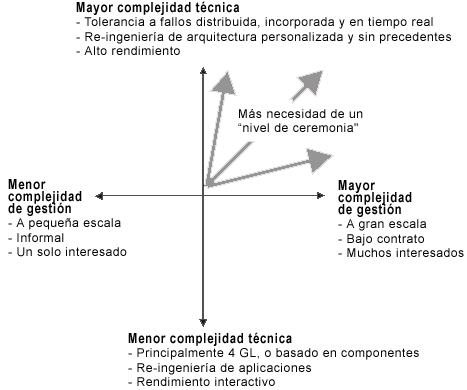 Mayor complejidad técnica
- Tolerancia a fallos distribuida, incorporada y en tiempo real
- Re-ingeniería de arquitectura personalizada y sin precedentes
- Alto rendimiento
Más necesidad de un
“nivel de ceremonia"
Menor
complejidad
de gestión
- A pequeña escala
- Informal
- Un solo interesado
Mayor
complejidad
de gestión
- A gran escala
- Bajo contrato
- Muchos interesados
Menor complejidad técnica
- Principalmente 4 GL, o basado en componentes
- Re-ingeniería de aplicaciones
- Rendimiento interactivo